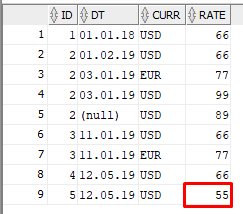 ID DT CURR RATE
1 1 01.01.18 USD 66
2 1 01.02.19 USD 66
3 2 03.01.19 EUR 77
4 2 03.01.19 USD 99
5 2 (null) USD 89
6 3 11.01.19 USD 66
7 3 11.01.19 EUR 77
8 4 12.05.19 USD 66
9 5 12.05.19 USD 55